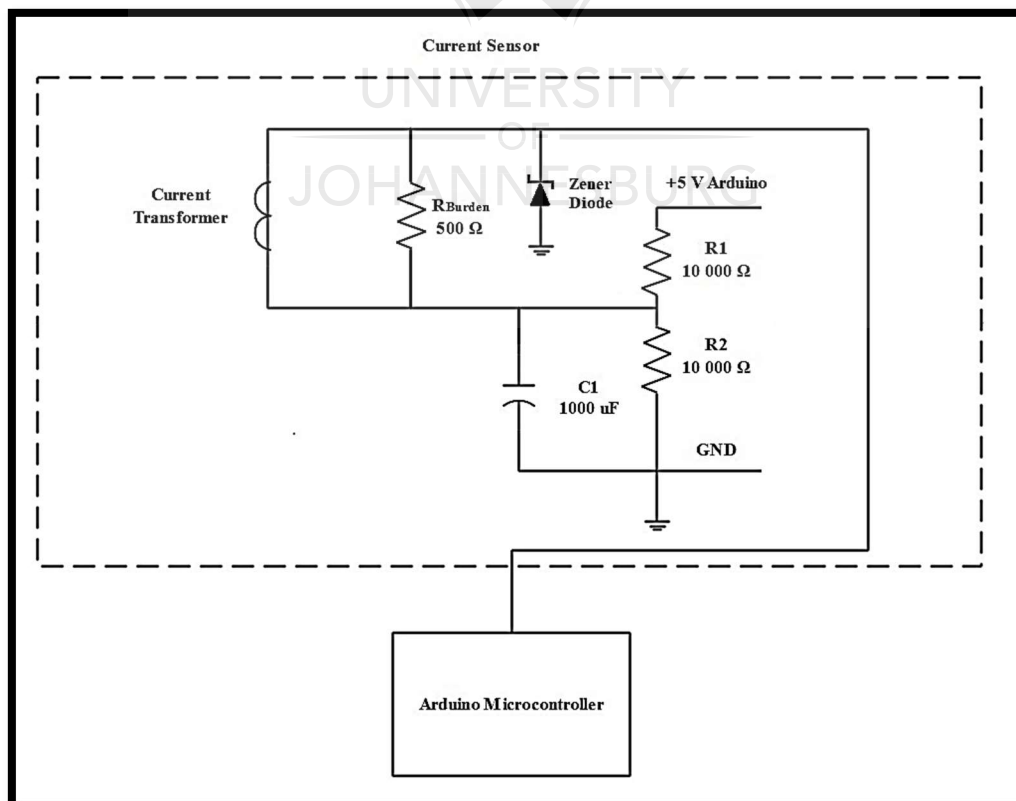 Current Sensor
UNIVERSITY
OF
JOHANNESBURG
Current
Transformer
RBurden
500 Ω
Zener
Diode
+5 V Arduino
R1
10 000 Ω
R2
10 000 Ω
C1
1000 uF
GND
Arduino Microcontroller